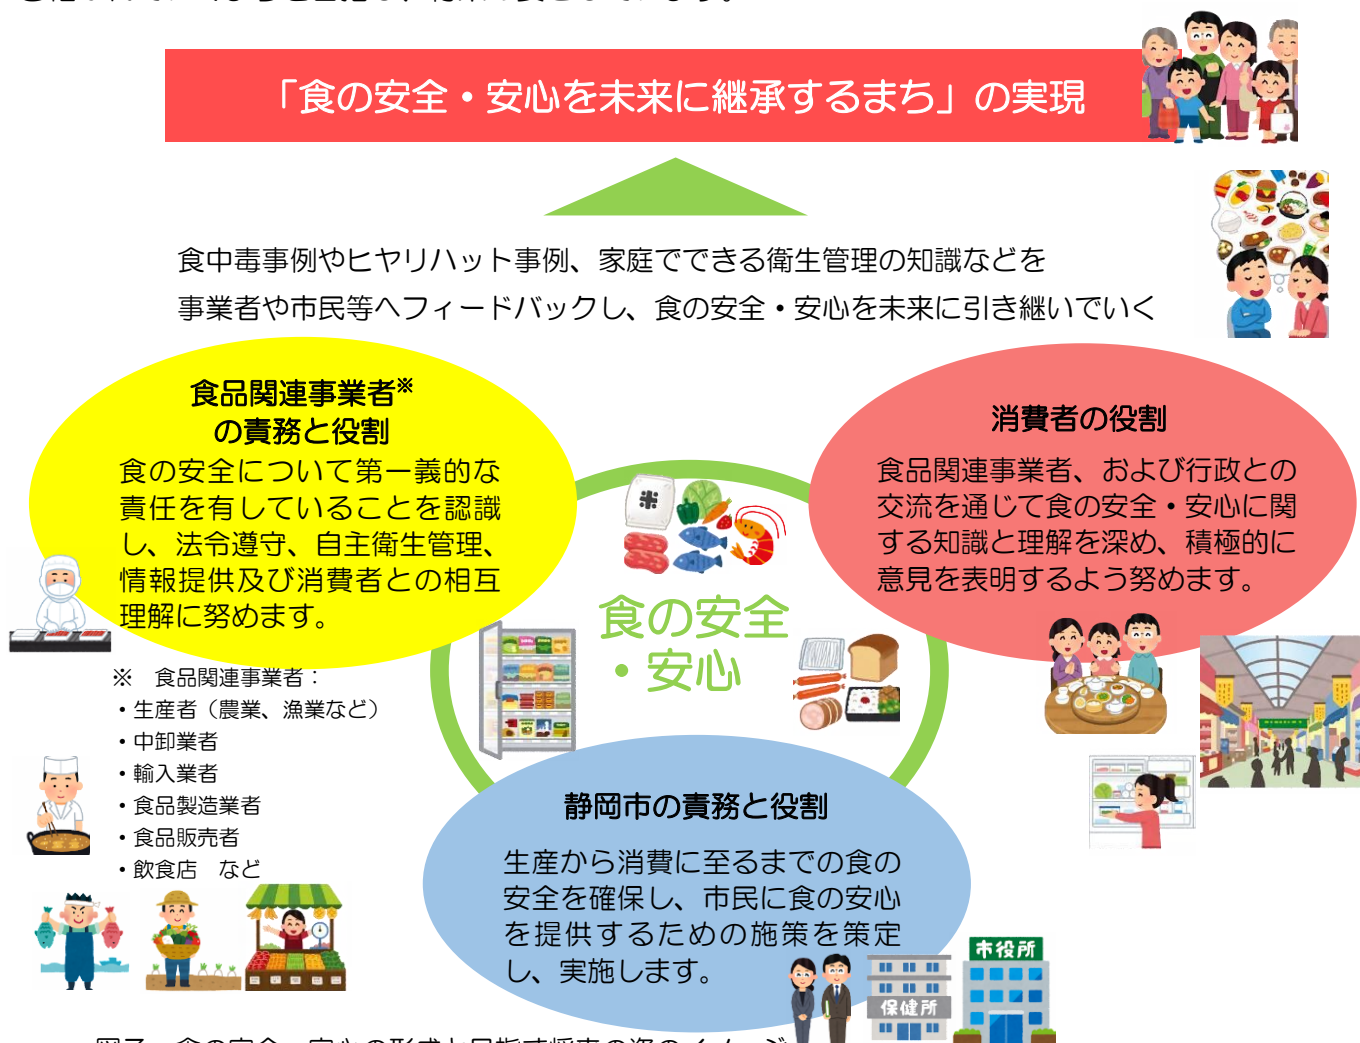 「食の安全・安心を未来に継承するまち」の実現
食中毒事例やヒヤリハット事例、家庭でできる衛生管理の知識などを
事業者や市民等へフィードバックし、食の安全・安心を未来に引き継いでいく
食品関連事業者※
の責務と役割
食の安全について第一義的な
責任を有していることを認識
し、法令遵守、自主衛生管理、
情報提供及び消費者との相互
理解に努めます。
消費者の役割
食品関連事業者、および行政との
交流を通じて食の安全・安心に関
する知識と理解を深め、積極的に
意見を表明するよう努めます。
米
食の安全
・安心
※　食品関連事業者：
・生産者（農業、漁業など）
・中卸業者
・輸入業者
・食品製造業者
・食品販売者
・飲食店　など
静岡市の責務と役割
生産から消費に至るまでの食の
安全を確保し、市民に食の安心
を提供するための施策を策定
し、実施します。
市役所
保健所